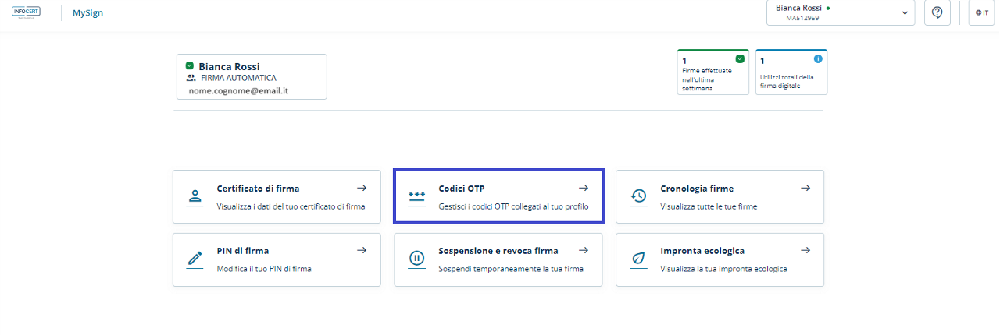 INFOCERT
MySign
Bianca Rossi
MA512959
IT
Bianca Rossi
FIRMA AUTOMATICA
nome.cognome@email.it
1
Firme effettuate
nell'ultima
settimana
1
Utilizzi totali della
firma digitale
Certificato di firma
Visualizza i dati del tuo certificato di firma
***
Codici OTP
Gestisci i codici OTP collegati al tuo profilo
Cronologia firme
Visualizza tutte le tue firme
PIN di firma
Modifica il tuo PIN di firma
Sospensione e revoca firma
Sospendi temporaneamente la tua firma
Impronta ecologica
Visualizza la tua impronta ecologica